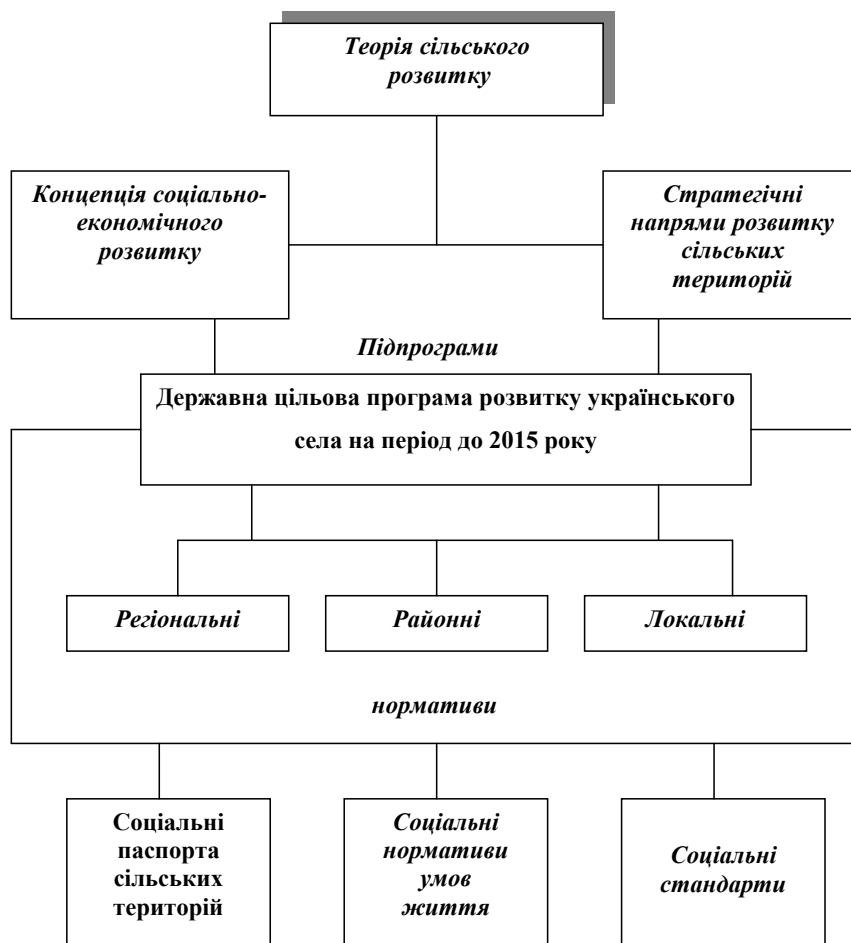 Теорія сільського
розвитку
Концепція соціально-
економічного
розвитку
Стратегічні
напрями розвитку
сільських
територій
Підпрограми
Державна цільова програма розвитку українського
села на період до 2015 року
Регіональні
Районні
Локальні
нормативи
Соціальні
паспорта
сільських
територій
Соціальні
нормативи
умов
життя
Соціальні
стандарти